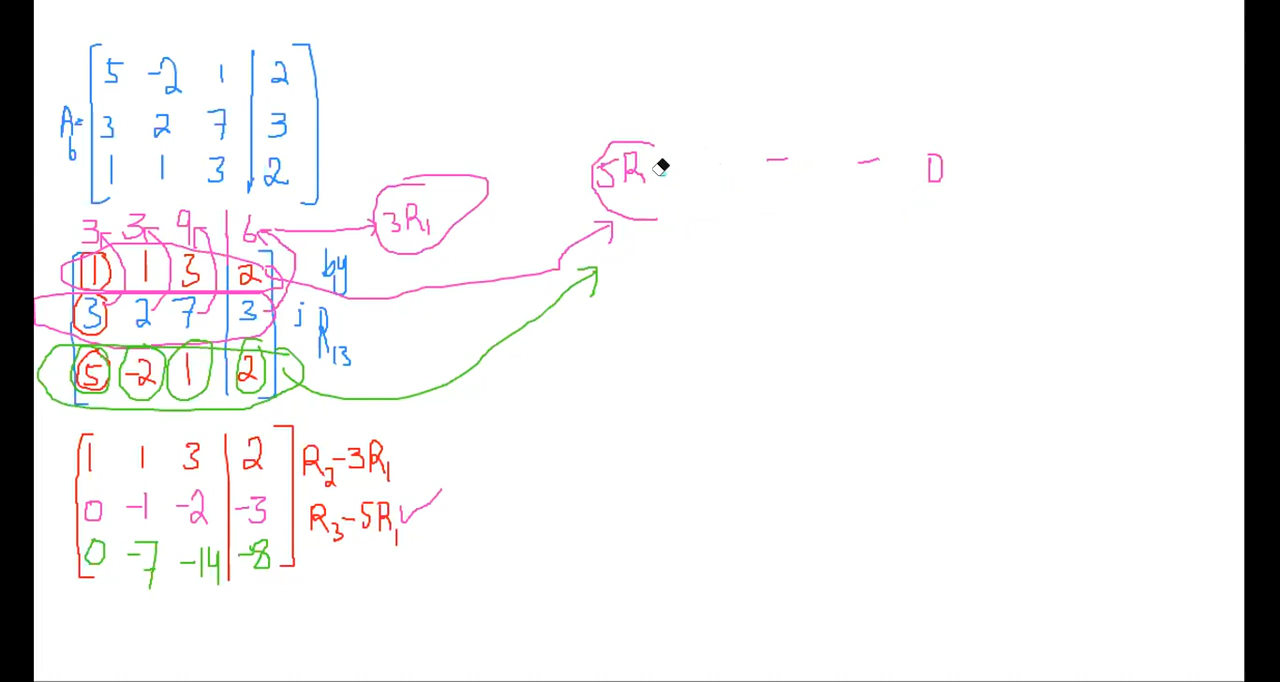 5 -2 1 | 2
A= 3 2 7 | 3
b 1 1 3 | 2
5R - - 0
3 3 9 | 6 3R1
1 1 3 | 2 by
3 2 7 | 3 ; R13
5 -2 1 | 2
1 1 3 | 2 R2-3R1
0 -1 -2 | -3 R3-5R1 ✓
0 -7 -14 | -8